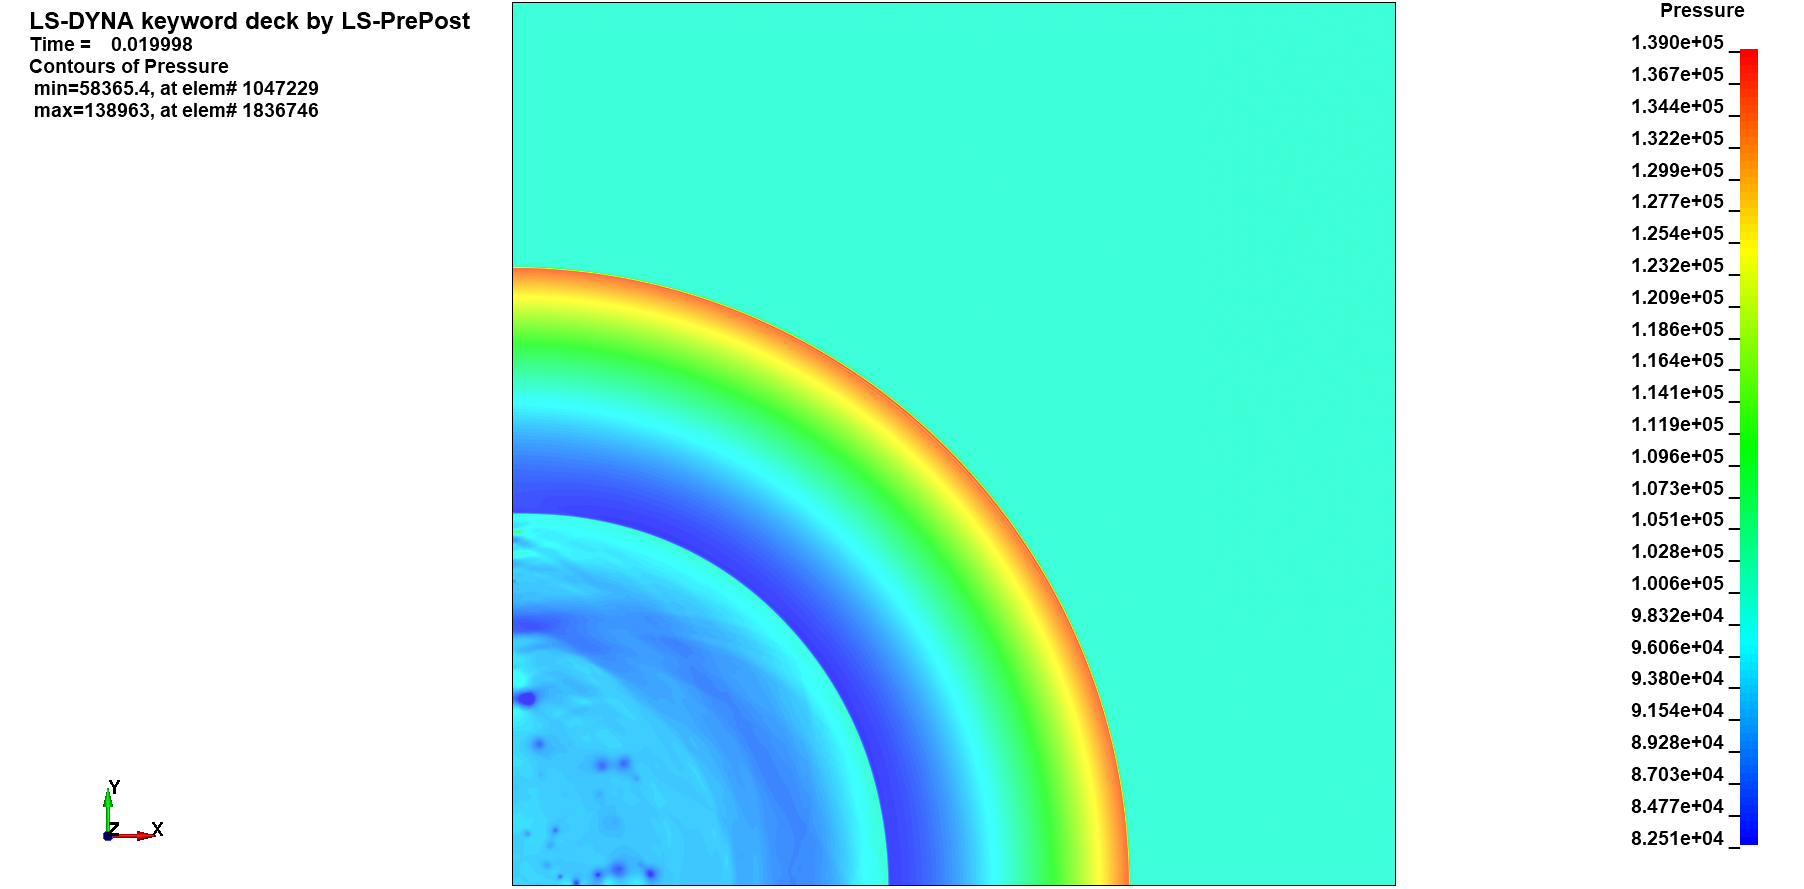 LS-DYNA keyword deck by LS-PrePost
Time = 0.019998
Contours of Pressure
min=58365.4, at elem# 1047229
max=138963, at elem# 1836746
Pressure
1.390e+05
1.367e+05
1.344e+05
1.322e+05
1.299e+05
1.277e+05
1.254e+05
1.232e+05
1.209e+05
1.186e+05
1.164e+05
1.141e+05
1.119e+05
1.096e+05
1.073e+05
1.051e+05
1.028e+05
1.006e+05
9.832e+04
9.606e+04
9.380e+04
9.154e+04
8.928e+04
8.703e+04
8.477e+04
8.251e+04
Y
Z X